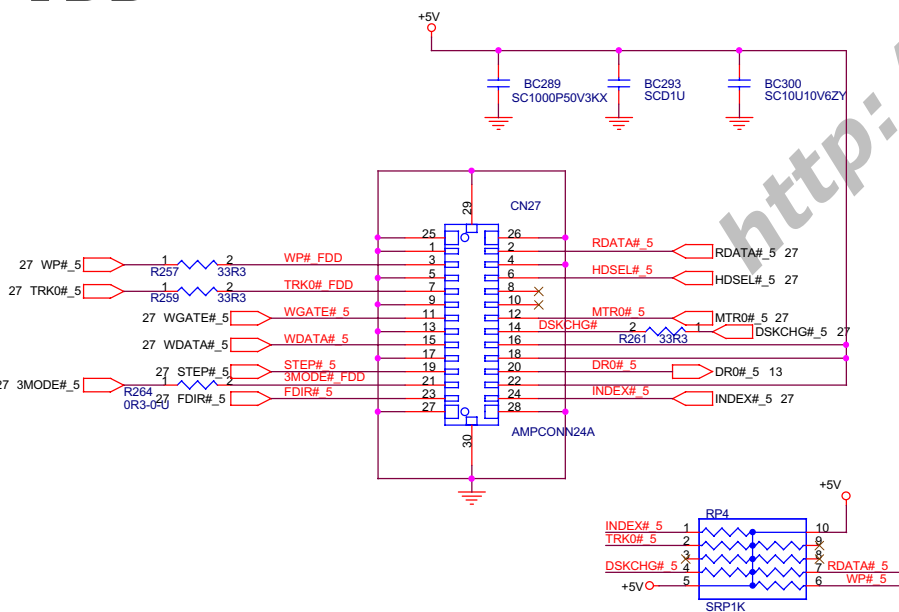 +5V
BC289
SC1000P50V3KX
BC293
SCD1U
BC300
SC10U10V6ZY
http:
29
CN27
25
26
1
2
RDATA#_5
RDATA#_5 27
27 WP#_5
1
R257
2
33R3
WP#_FDD
3
4
5
6
HDSEL#_5
HDSEL#_5 27
27 TRK0#_5
1
R259
2
33R3
TRK0#_FDD
7
8
9
10
27 WGATE#_5
WGATE#_5
11
12
MTR0#_5
MTR0#_5 27
13
14
DSKCHG#
2
R261
33R3
1
DSKCHG#_5 27
27 WDATA#_5
WDATA#_5
15
16
17
18
27 STEP#_5
STEP#_5
19
20
DR0#_5
DR0#_5 13
27 3MODE#_5
1
R264
0R3-0-U
2
3MODE#_FDD
21
22
27 FDIR#_5
FDIR#_5
23
24
INDEX#_5
INDEX#_5 27
27
28
30
AMPCONN24A
+5V
RP4
INDEX#_5
1
10
TRK0#_5
2
9
3
8
DSKCHG#_5
4
7
RDATA#_5
+5V
5
6
WP#_5
SRP1K